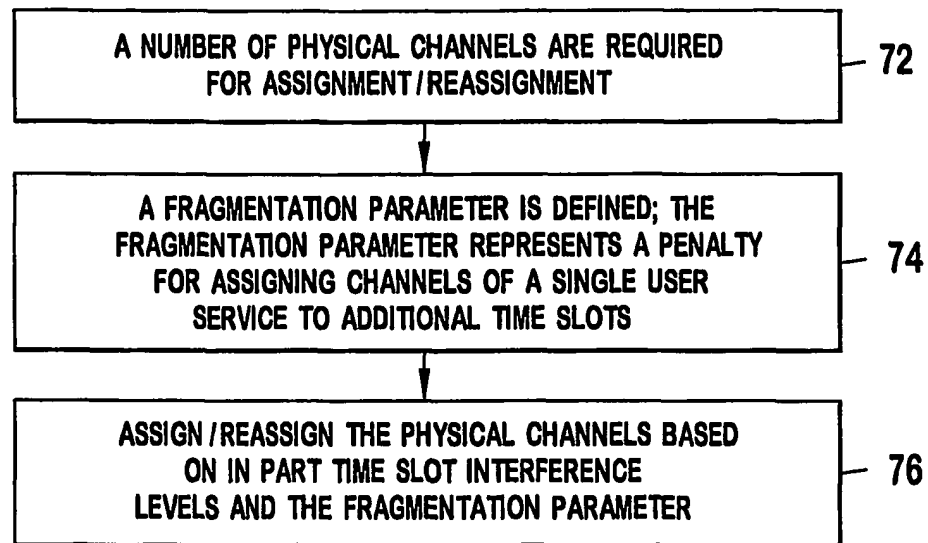 A NUMBER OF PHYSICAL CHANNELS ARE REQUIRED
FOR ASSIGNMENT/REASSIGNMENT
72
A FRAGMENTATION PARAMETER IS DEFINED; THE
FRAGMENTATION PARAMETER REPRESENTS A PENALTY
FOR ASSIGNING CHANNELS OF A SINGLE USER
SERVICE TO ADDITIONAL TIME SLOTS
74
ASSIGN/REASSIGN THE PHYSICAL CHANNELS BASED
ON IN PART TIME SLOT INTERFERENCE
LEVELS AND THE FRAGMENTATION PARAMETER
76